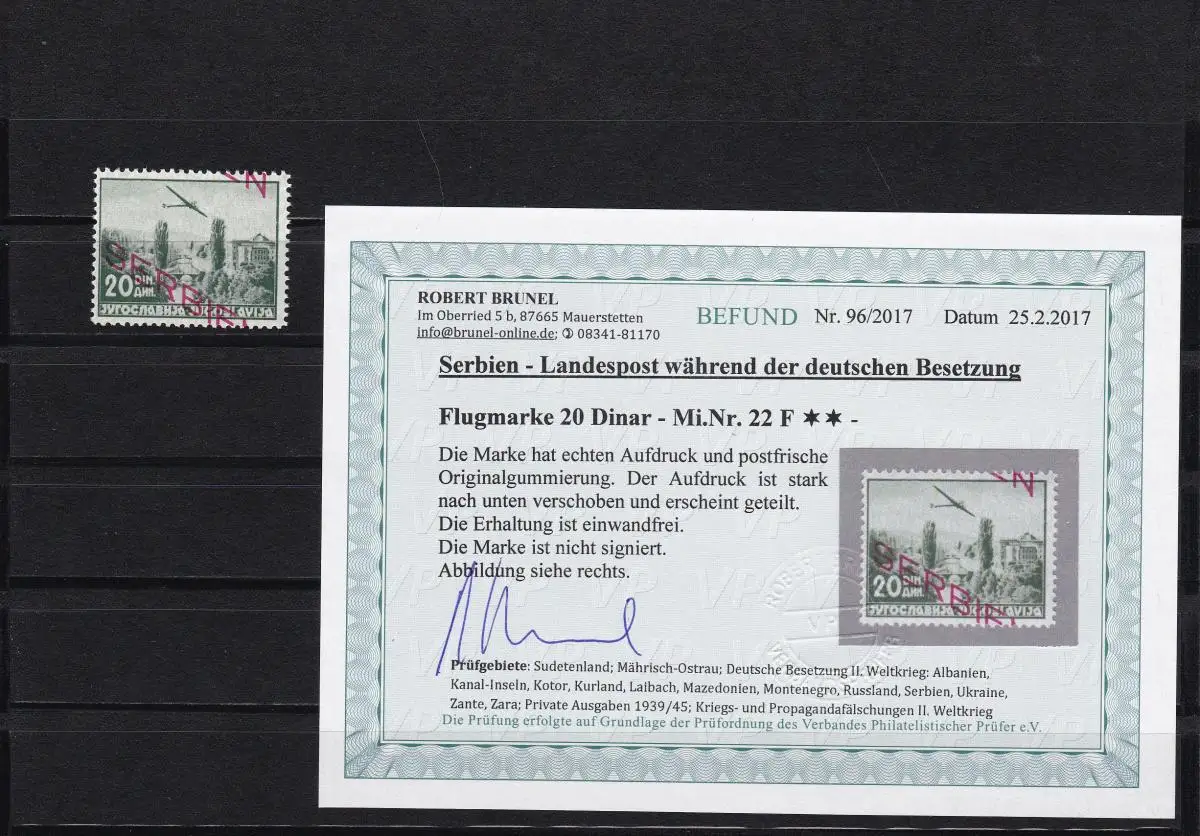 N
SERBIEN
20 DIN.
ДИН.
ЈУГОСЛАВИЈА
ROBERT BRUNEL
Im Oberried 5 b, 87665 Mauerstetten
info@brunel-online.de; ✆ 08341-81170
BEFUND Nr. 96/2017 Datum 25.2.2017
Serbien - Landespost während der deutschen Besetzung
Flugmarke 20 Dinar - Mi.Nr. 22 F ✶✶ -
Die Marke hat echten Aufdruck und postfrische
Originalgummierung. Der Aufdruck ist stark
nach unten verschoben und erscheint geteilt.
Die Erhaltung ist einwandfrei.
Die Marke ist nicht signiert.
Abbildung siehe rechts.
N
SERBIEN
20 DIN.
ДИН.
ЈУГОСЛАВИЈА
VP
Prüfgebiete: Sudetenland; Mährisch-Ostrau; Deutsche Besetzung II. Weltkrieg: Albanien,
Kanal-Inseln, Kotor, Kurland, Laibach, Mazedonien, Montenegro, Russland, Serbien, Ukraine,
Zante, Zara; Private Ausgaben 1939/45; Kriegs- und Propagandafälschungen II. Weltkrieg
Die Prüfung erfolgte auf Grundlage der Prüfordnung des Verbandes Philatelistischer Prüfer e.V.